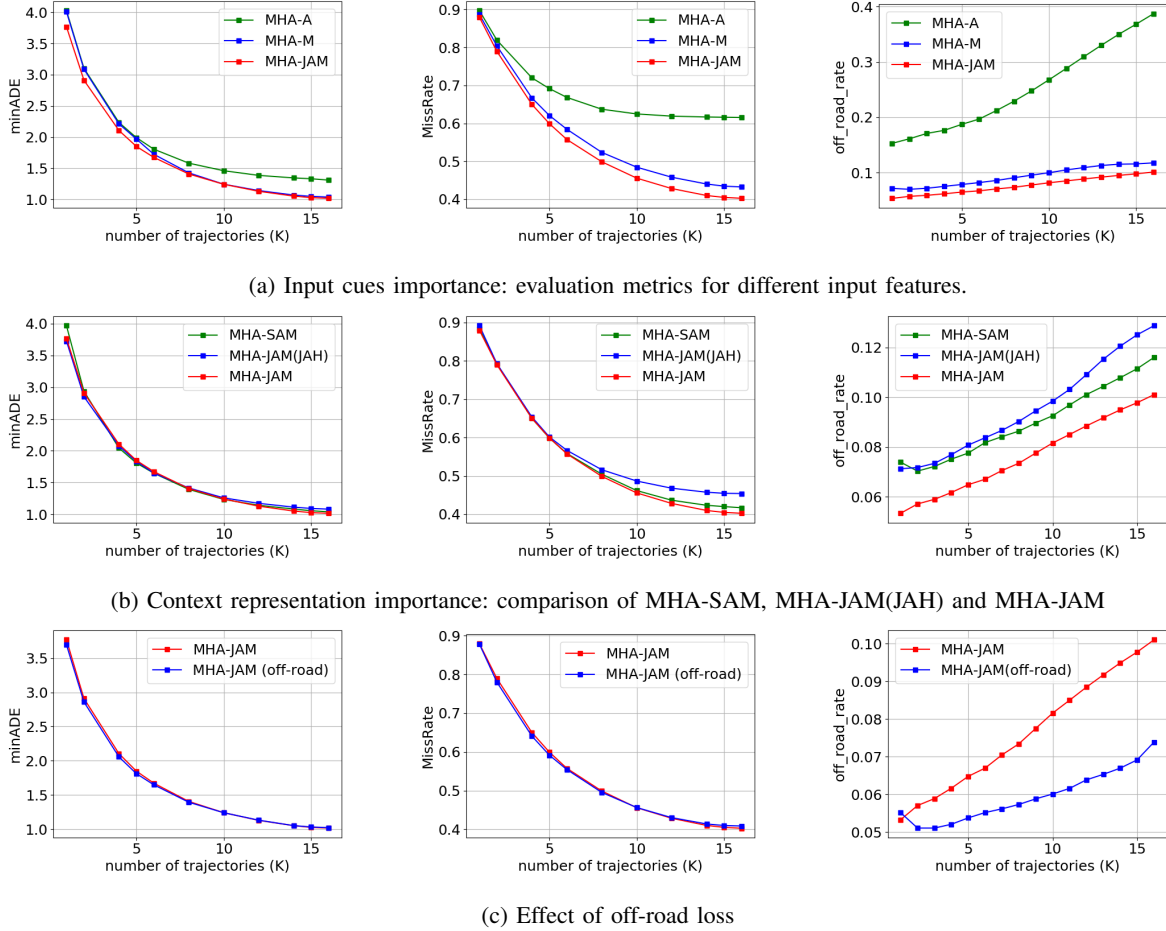 4.0
3.5
3.0
2.5
2.0
1.5
1.0
minADE
5
10
15
number of trajectories (K)
MHA-A
MHA-M
MHA-JAM
0.9
0.8
0.7
0.6
0.5
0.4
MissRate
5
10
15
number of trajectories (K)
MHA-A
MHA-M
MHA-JAM
0.4
0.3
0.2
0.1
off_road_rate
5
10
15
number of trajectories (K)
MHA-A
MHA-M
MHA-JAM
(a) Input cues importance: evaluation metrics for different input features.
4.0
3.5
3.0
2.5
2.0
1.5
1.0
minADE
5
10
15
number of trajectories (K)
MHA-SAM
MHA-JAM(JAH)
MHA-JAM
0.9
0.8
0.7
0.6
0.5
0.4
MissRate
5
10
15
number of trajectories (K)
MHA-SAM
MHA-JAM(JAH)
MHA-JAM
0.12
0.10
0.08
0.06
off_road_rate
5
10
15
number of trajectories (K)
MHA-SAM
MHA-JAM(JAH)
MHA-JAM
(b) Context representation importance: comparison of MHA-SAM, MHA-JAM(JAH) and MHA-JAM
3.5
3.0
2.5
2.0
1.5
1.0
minADE
5
10
15
number of trajectories (K)
MHA-JAM
MHA-JAM (off-road)
0.9
0.8
0.7
0.6
0.5
0.4
MissRate
5
10
15
number of trajectories (K)
MHA-JAM
MHA-JAM (off-road)
0.10
0.09
0.08
0.07
0.06
0.05
off_road_rate
5
10
15
number of trajectories (K)
MHA-JAM
MHA-JAM(off-road)
(c) Effect of off-road loss